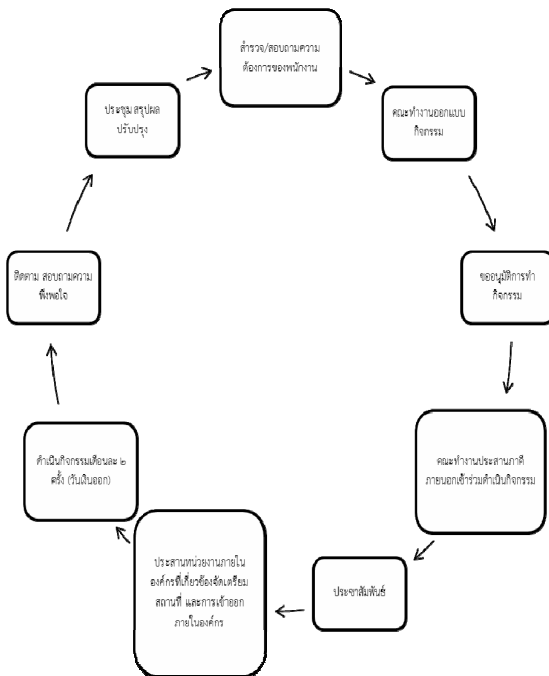 สำรวจ/สอบถามความ
ต้องการของพนักงาน
คณะทำงานออกแบบ
กิจกรรม
ขออนุมัติการทำ
กิจกรรม
คณะทำงานประสานภาคี
ภายนอกเข้าร่วมดำเนินกิจกรรม
ประชาสัมพันธ์
ประสานหน่วยงานภายใน
องค์กรที่เกี่ยวข้องจัดเตรียม
สถานที่ และการเข้าออก
ภายในองค์กร
ดำเนินกิจกรรมเดือนละ ๒
ครั้ง (วันเงินออก)
ติดตาม สอบถามความ
พึงพอใจ
ประชุม สรุปผล
ปรับปรุง